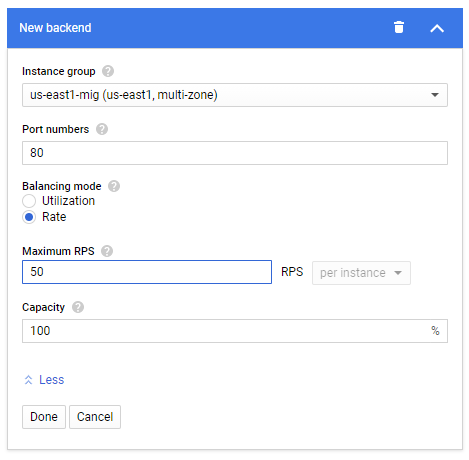 New backend
Instance group ?
us-east1-mig (us-east1, multi-zone)
Port numbers ?
80
Balancing mode ?
Utilization
Rate
Maximum RPS ?
50 RPS per instance
Capacity ?
100 %
Less
Done Cancel